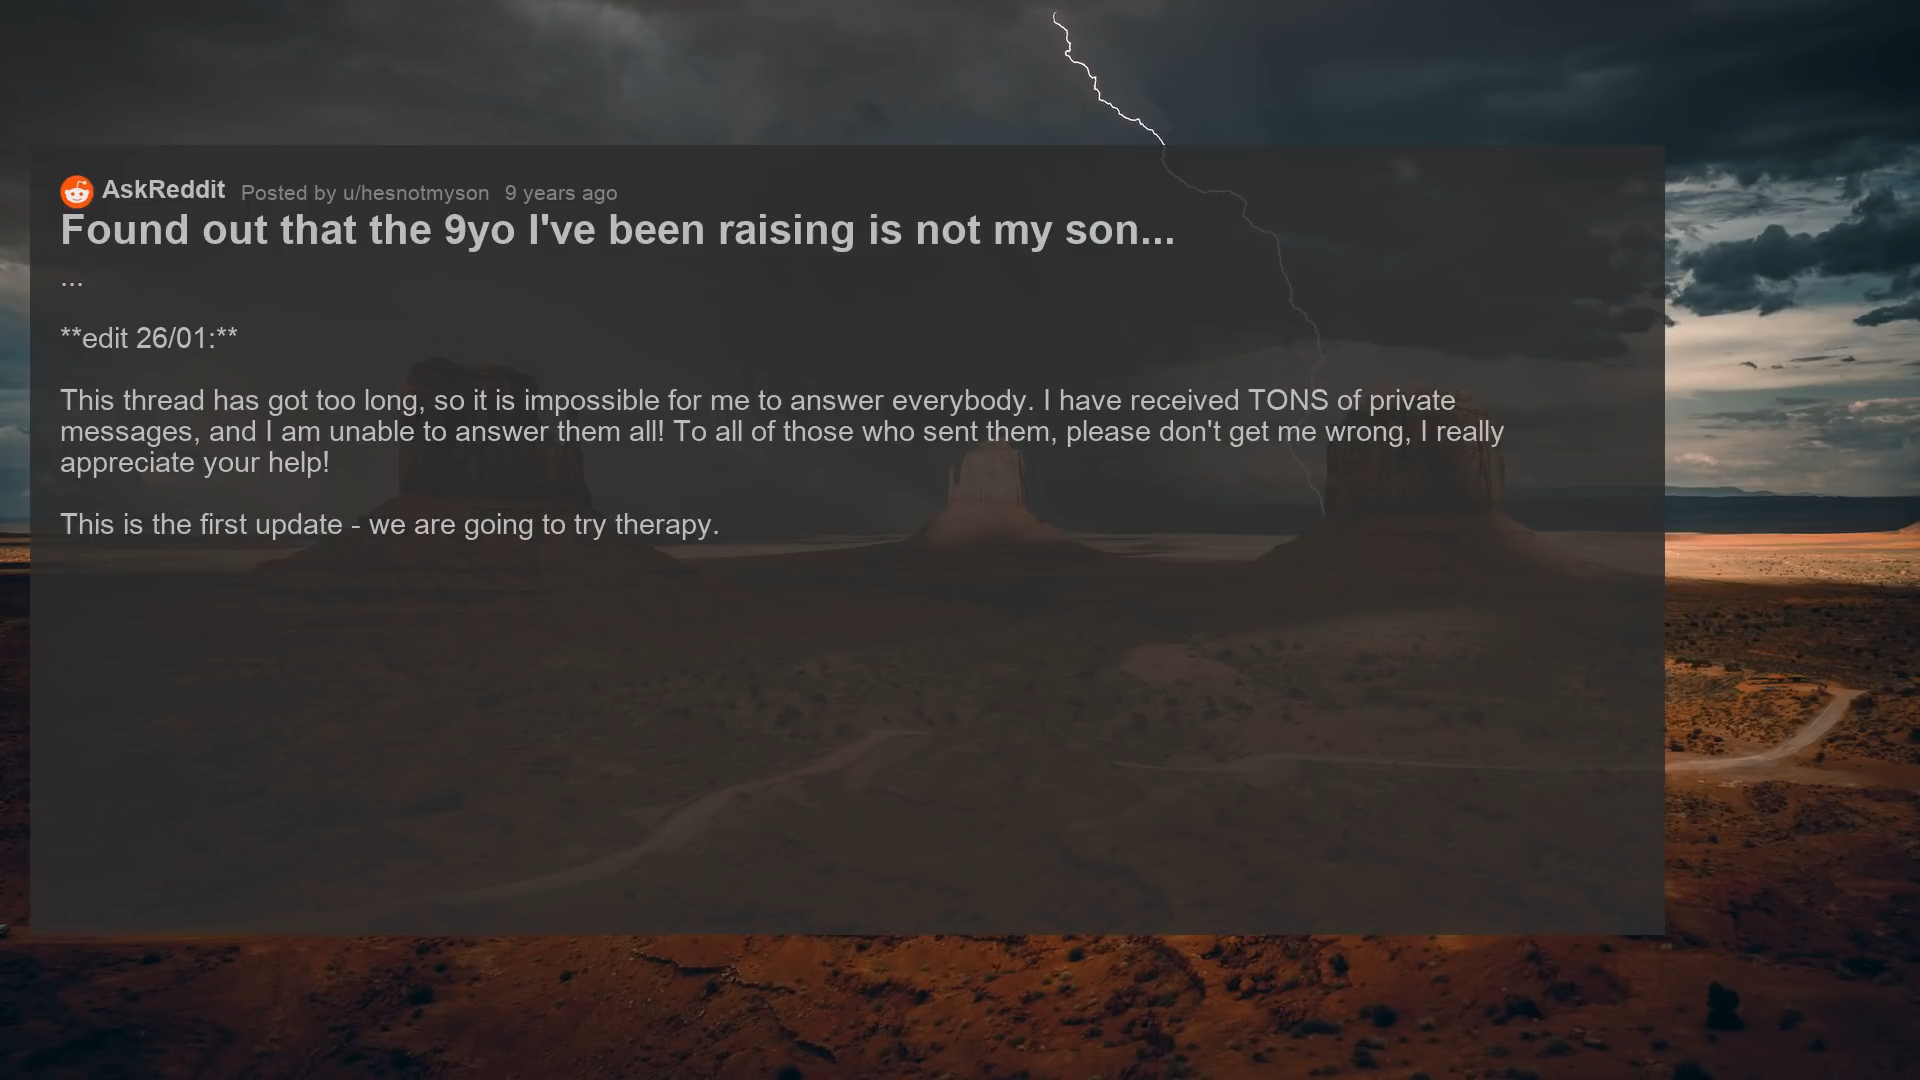 AskReddit Posted by u/hesnotmyson 9 years ago
Found out that the 9yo I've been raising is not my son...
...
**edit 26/01:**
This thread has got too long, so it is impossible for me to answer everybody. I have received TONS of private
messages, and I am unable to answer them all! To all of those who sent them, please don't get me wrong, I really
appreciate your help!
This is the first update - we are going to try therapy.